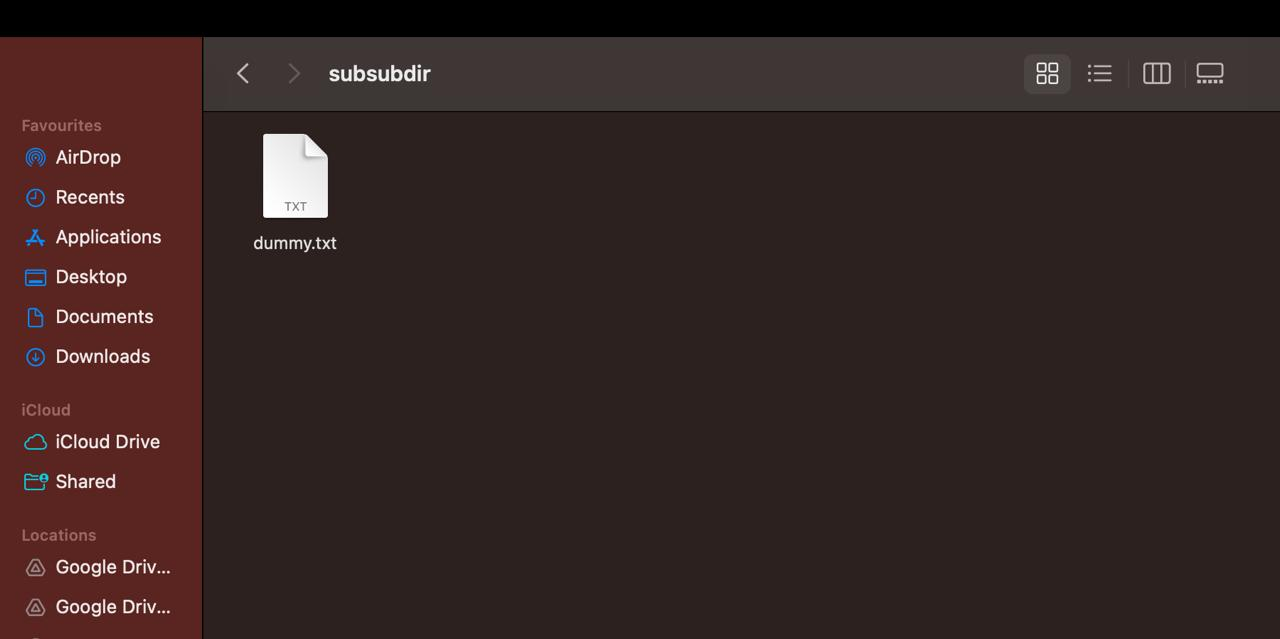 subsubdir
Favourites
AirDrop
Recents
Applications
Desktop
Documents
Downloads
iCloud
iCloud Drive
Shared
Locations
Google Driv...
Google Driv...
TXT
dummy.txt